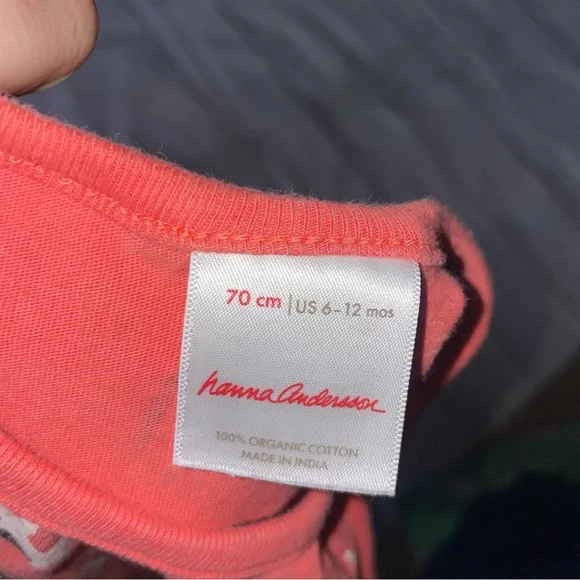 70 cm | US 6-12 mos
hanna Andersson
100% ORGANIC COTTON
MADE IN INDIA